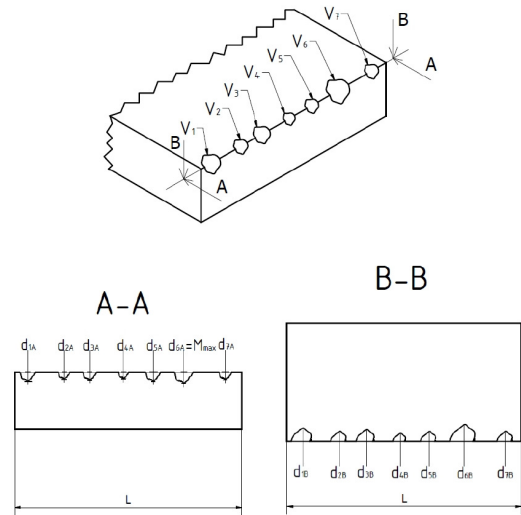 V7
B
V6
A
V5
V4
V3
V2
B
V1
A
A-A
B-B
d1A d2A d3A d4A d5A d6A=Mmax d7A
L
d1B d2B d3B d4B d5B d6B d7B
L